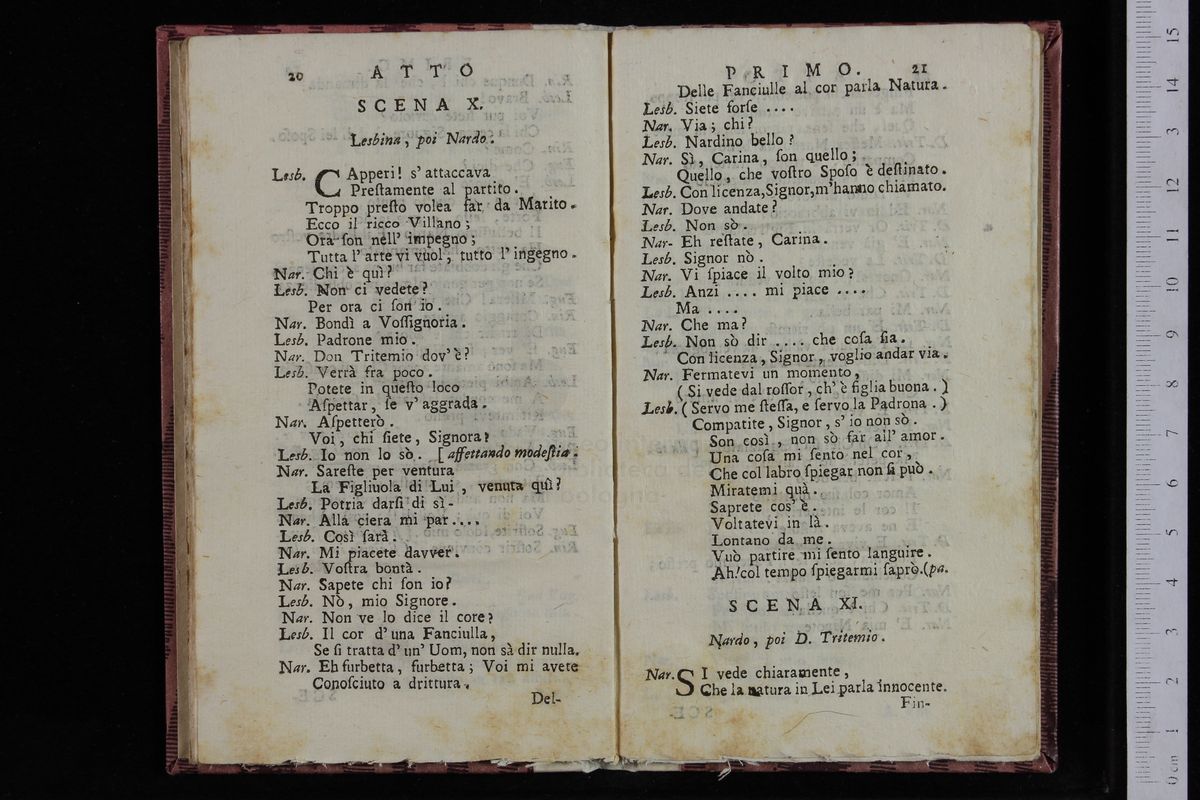 20 ATTO
SCENA X.
Lesbina, poi Nardo.
Lesb. CApperi! s' attaccava
Preſtamente al partito.
Troppo preſto volea far da Marito.
Ecco il ricco Villano;
Ora ſon nell' impegno;
Tutta l' arte vi vuol, tutto l' ingegno.
Nar. Chi è quì?
Lesb. Non ci vedete?
Per ora ci ſon io.
Nar. Bondì a Voſſignoria.
Lesb. Padrone mio.
Nar. Don Tritemio dov' è?
Lesb. Verrà fra poco.
Potete in queſto loco
Aſpettar, ſe v' aggrada.
Nar. Aſpetterò.
Voi, chi ſiete, Signora?
Lesb. Io non lo sò. [affettando modeſtia.
Nar. Sareſte per ventura
La Figliuola di Lui, venuta quì?
Lesb. Potria darſi di sì-
Nar. Alla ciera mi par....
Lesb. Così ſarà.
Nar. Mi piacete davver.
Lesb. Voſtra bontà.
Nar. Sapete chi ſon io?
Lesb. Nò, mio Signore.
Nar. Non ve lo dice il core?
Lesb. Il cor d' una Fanciulla,
Se ſi tratta d' un' Uom, non sà dir nulla.
Nar. Eh furbetta, furbetta; Voi mi avete
Conoſciuto a drittura.
Del-
PRIMO. 21
Delle Fanciulle al cor parla Natura.
Lesb. Siete forſe ....
Nar. Via; chi?
Lesb. Nardino bello?
Nar. Sì, Carina, ſon quello;
Quello, che voſtro Spoſo è deſtinato.
Lesb. Con licenza, Signor, m' hanno chiamato.
Nar. Dove andate?
Lesb. Non sò.
Nar- Eh reſtate, Carina.
Lesb. Signor nò.
Nar. Vi ſpiace il volto mio?
Lesb. Anzi .... mi piace ....
Ma ....
Nar. Che ma?
Lesb. Non sò dir .... che coſa ſia.
Con licenza, Signor, voglio andar via.
Nar. Fermatevi un momento,
(Si vede dal roſſor, ch' è figlia buona.)
Lesb. (Servo me ſteſſa, e ſervo la Padrona.)
Compatite, Signor, s' io non sò.
Son così, non sò far all' amor.
Una coſa mi ſento nel cor,
Che col labro ſpiegar non ſi può.
Miratemi quà.
Saprete cos' è.
Voltatevi in là.
Lontano da me.
Vuò partire mi ſento languire.
Ah! col tempo ſpiegarmi ſaprò. (pa.
SCENA XI.
Nardo, poi D. Tritemio.
Nar. SI vede chiaramente,
Che la natura in Lei parla innocente.
Fin-